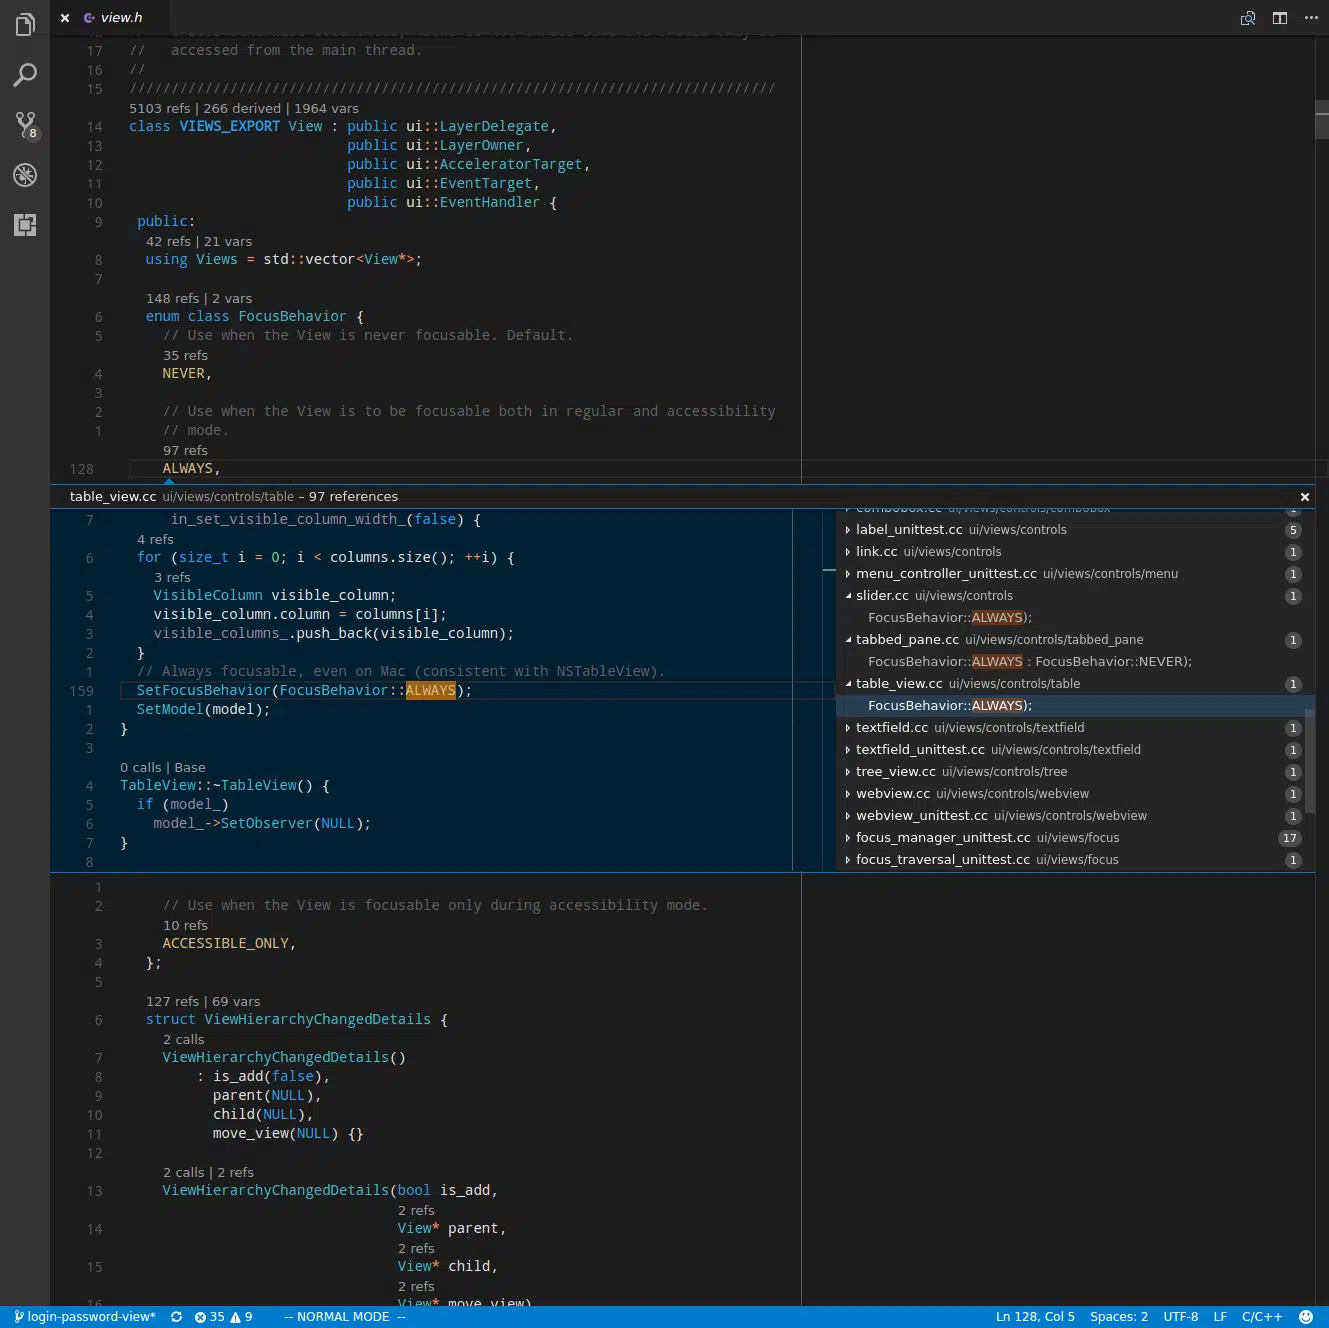 view.h
17 //   accessed from the main thread.
16 //
15 /////////////////////////////////////////////////////////////////////////////
5103 refs | 266 derived | 1964 vars
14 class VIEWS_EXPORT View : public ui::LayerDelegate,
13 public ui::LayerOwner,
12 public ui::AcceleratorTarget,
11 public ui::EventTarget,
10 public ui::EventHandler {
9 public:
42 refs | 21 vars
8 using Views = std::vector<View*>;
7
148 refs | 2 vars
6 enum class FocusBehavior {
5 // Use when the View is never focusable. Default.
35 refs
4 NEVER,
3
2 // Use when the View is to be focusable both in regular and accessibility
1 // mode.
97 refs
128 ALWAYS,
table_view.cc ui/views/controls/table – 97 references
7 in_set_visible_column_width_(false) {
4 refs
6 for (size_t i = 0; i < columns.size(); ++i) {
3 refs
5 VisibleColumn visible_column;
4 visible_column.column = columns[i];
3 visible_columns_.push_back(visible_column);
2 }
1 // Always focusable, even on Mac (consistent with NSTableView).
159 SetFocusBehavior(FocusBehavior::ALWAYS);
1 SetModel(model);
2 }
3
0 calls | Base
4 TableView::~TableView() {
5 if (model_)
6 model_->SetObserver(NULL);
7 }
8
combobox.cc ui/views/controls/combobox 1
label_unittest.cc ui/views/controls 5
link.cc ui/views/controls 1
menu_controller_unittest.cc ui/views/controls/menu 1
slider.cc ui/views/controls 1
FocusBehavior::ALWAYS);
tabbed_pane.cc ui/views/controls/tabbed_pane 1
FocusBehavior::ALWAYS : FocusBehavior::NEVER);
table_view.cc ui/views/controls/table 1
FocusBehavior::ALWAYS);
textfield.cc ui/views/controls/textfield 1
textfield_unittest.cc ui/views/controls/textfield 1
tree_view.cc ui/views/controls/tree 1
webview.cc ui/views/controls/webview 1
webview_unittest.cc ui/views/controls/webview 1
focus_manager_unittest.cc ui/views/focus 17
focus_traversal_unittest.cc ui/views/focus 1
1
2 // Use when the View is focusable only during accessibility mode.
10 refs
3 ACCESSIBLE_ONLY,
4 };
5
127 refs | 69 vars
6 struct ViewHierarchyChangedDetails {
2 calls
7 ViewHierarchyChangedDetails()
8 : is_add(false),
9 parent(NULL),
10 child(NULL),
11 move_view(NULL) {}
12
2 calls | 2 refs
13 ViewHierarchyChangedDetails(bool is_add,
2 refs
14 View* parent,
2 refs
15 View* child,
2 refs
16 View* move_view)
8
login-password-view* 35 9 -- NORMAL MODE -- Ln 128, Col 5 Spaces: 2 UTF-8 LF C/C++